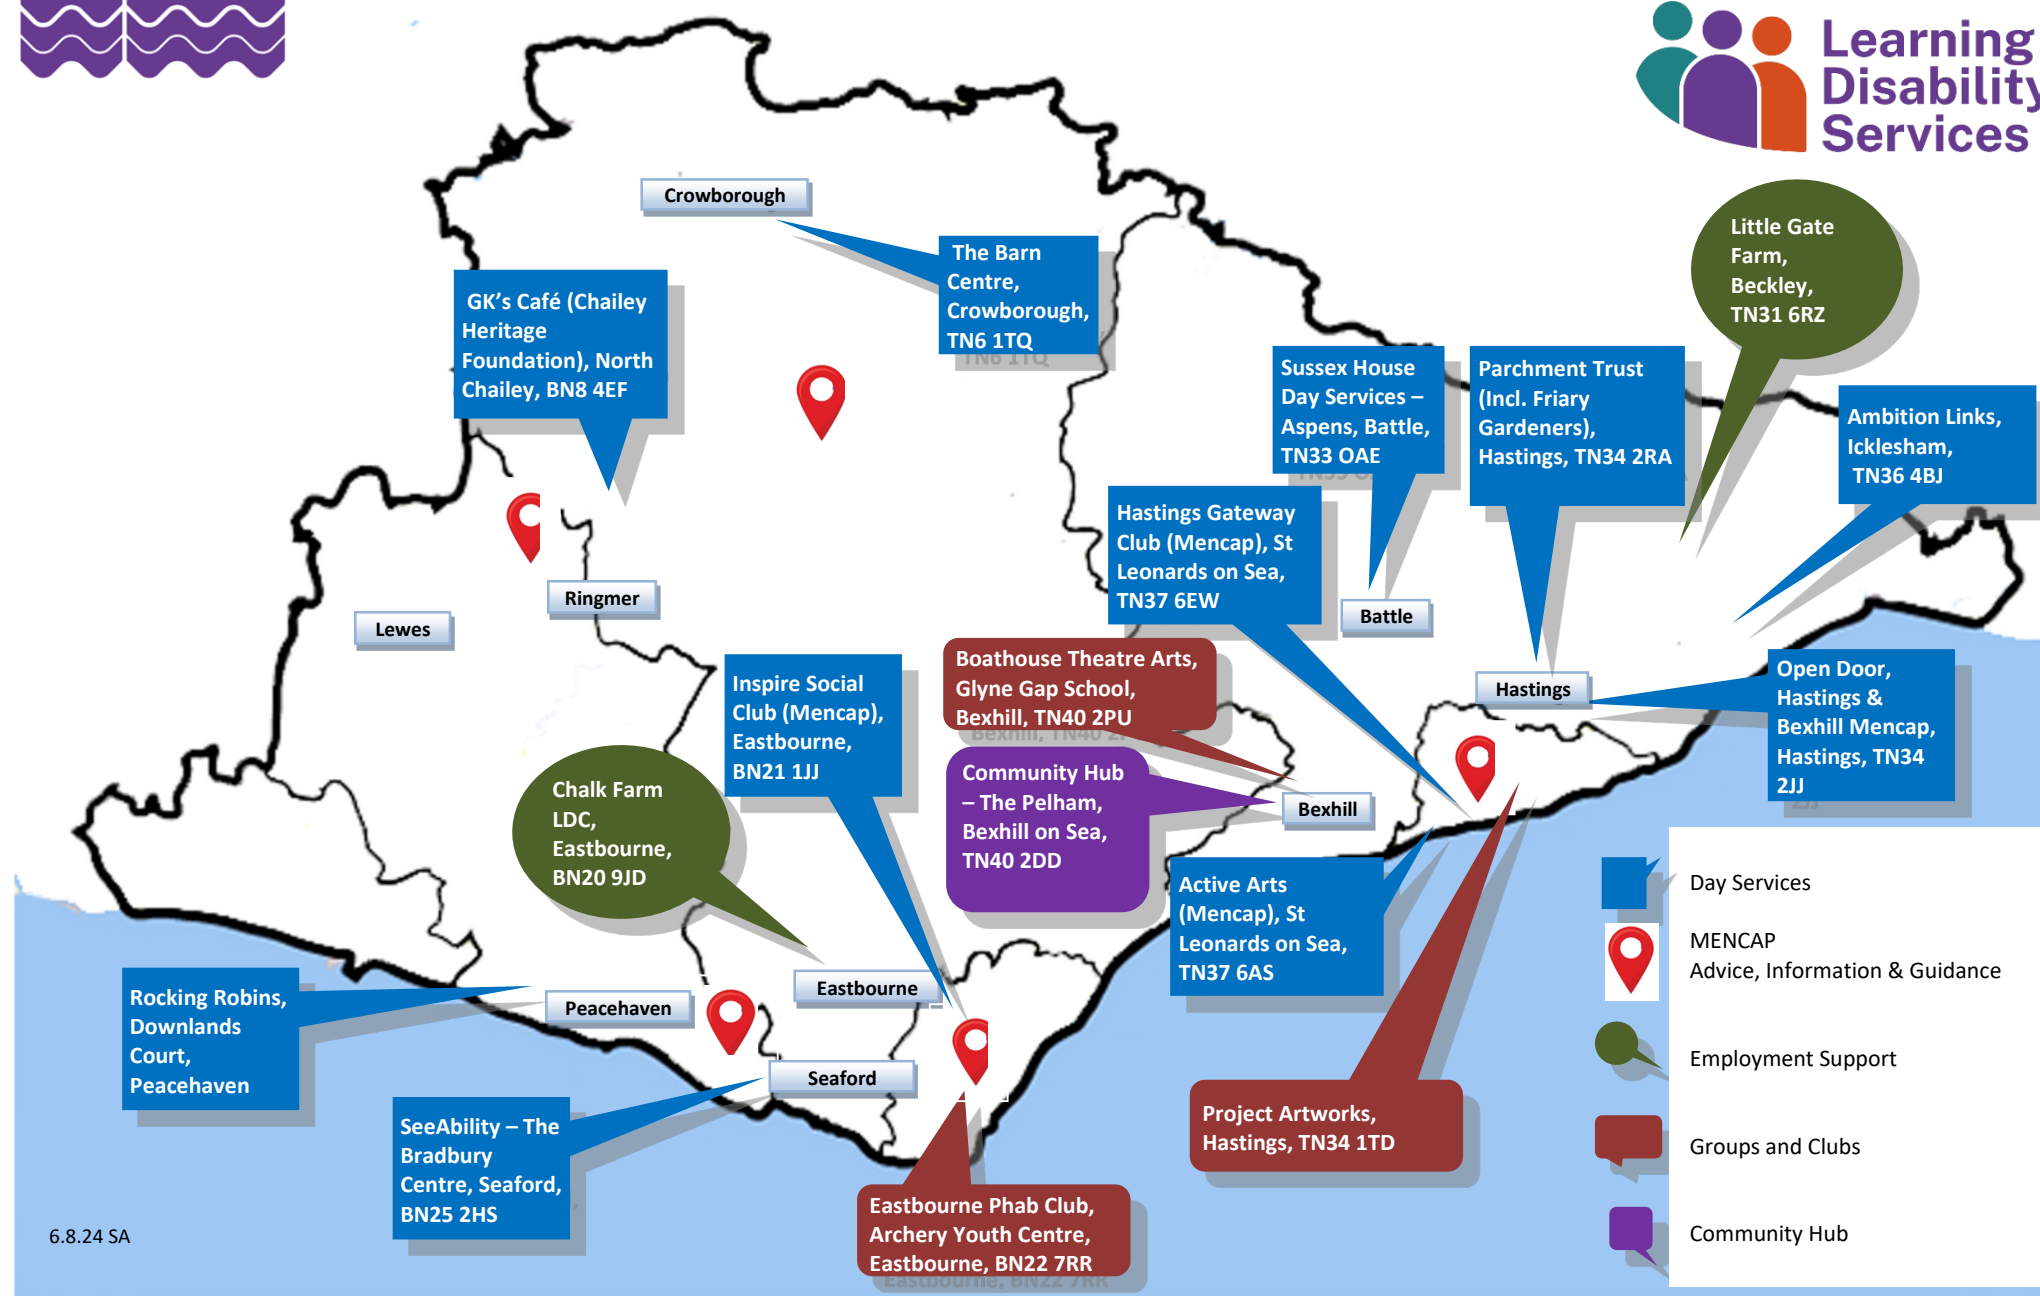 Learning
Disability
Services
Crowborough
The Barn
Centre,
Crowborough,
TN6 1TQ
Little Gate
Farm,
Beckley,
TN31 6RZ
GK's Café (Chailey
Heritage
Foundation), North
Chailey, BN8 4EF
Sussex House
Day Services –
Aspens, Battle,
TN33 OAE
Parchment Trust
(Incl. Friary
Gardeners),
Hastings, TN34 2RA
Ambition Links,
Icklesham,
TN36 4BJ
Hastings Gateway
Club (Mencap), St
Leonards on Sea,
TN37 6EW
Ringmer
Lewes
Battle
Boathouse Theatre Arts,
Glyne Gap School,
Bexhill, TN40 2PU
Inspire Social
Club (Mencap),
Eastbourne,
BN21 1JJ
Hastings
Open Door,
Hastings &
Bexhill Mencap,
Hastings, TN34
2JJ
Chalk Farm
LDC,
Eastbourne,
BN20 9JD
Community Hub
– The Pelham,
Bexhill on Sea,
TN40 2DD
Bexhill
Active Arts
(Mencap), St
Leonards on Sea,
TN37 6AS
Eastbourne
Peacehaven
Rocking Robins,
Downlands
Court,
Peacehaven
Seaford
SeeAbility – The
Bradbury
Centre, Seaford,
BN25 2HS
Project Artworks,
Hastings, TN34 1TD
Eastbourne Phab Club,
Archery Youth Centre,
Eastbourne, BN22 7RR
Day Services
MENCAP
Advice, Information & Guidance
Employment Support
Groups and Clubs
Community Hub
6.8.24 SA